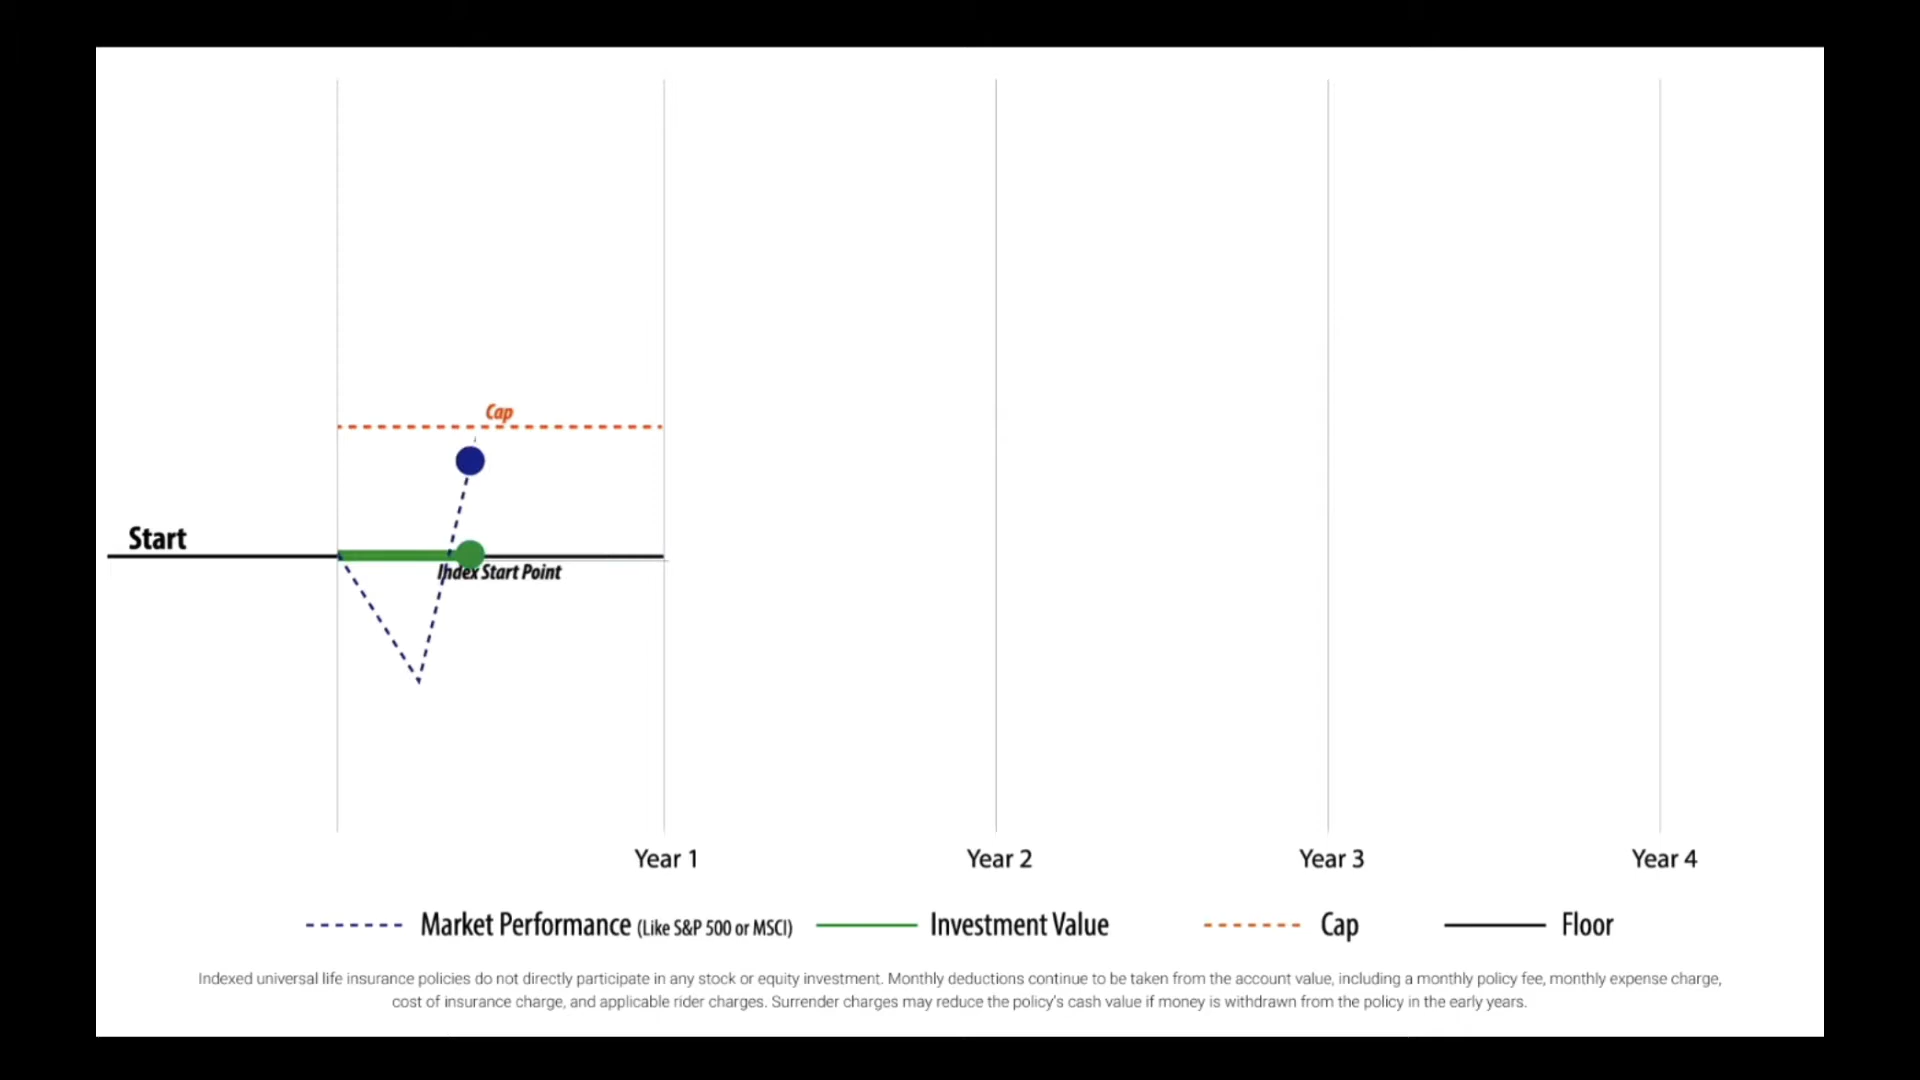 Cap
Start
Index Start Point
Year 1
Year 2
Year 3
Year 4
Market Performance (Like S&P 500 or MSCI)
Investment Value
Cap
Floor
Indexed universal life insurance policies do not directly participate in any stock or equity investment. Monthly deductions continue to be taken from the account value, including a monthly policy fee, monthly expense charge,
cost of insurance charge, and applicable rider charges. Surrender charges may reduce the policy's cash value if money is withdrawn from the policy in the early years.